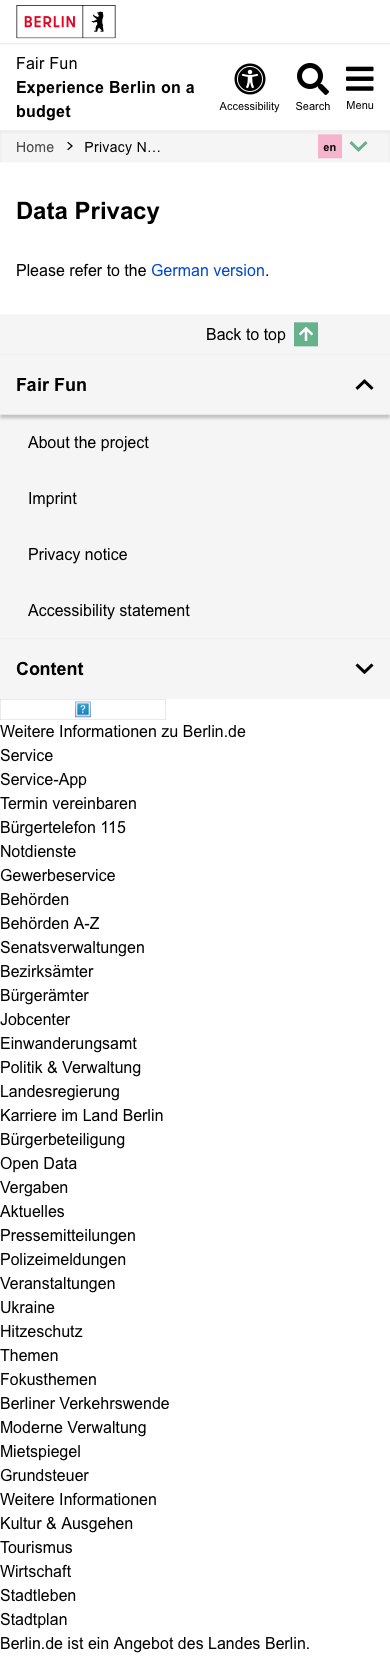 BERLIN
Fair Fun
Experience Berlin on a
budget
Accessibility
Search
Menu
Home
Privacy N…
en
Data Privacy
Please refer to the German version.
Back to top
Fair Fun
About the project
Imprint
Privacy notice
Accessibility statement
Content
Weitere Informationen zu Berlin.de
Service
Service-App
Termin vereinbaren
Bürgertelefon 115
Notdienste
Gewerbeservice
Behörden
Behörden A-Z
Senatsverwaltungen
Bezirksämter
Bürgerämter
Jobcenter
Einwanderungsamt
Politik & Verwaltung
Landesregierung
Karriere im Land Berlin
Bürgerbeteiligung
Open Data
Vergaben
Aktuelles
Pressemitteilungen
Polizeimeldungen
Veranstaltungen
Ukraine
Hitzeschutz
Themen
Fokusthemen
Berliner Verkehrswende
Moderne Verwaltung
Mietspiegel
Grundsteuer
Weitere Informationen
Kultur & Ausgehen
Tourismus
Wirtschaft
Stadtleben
Stadtplan
Berlin.de ist ein Angebot des Landes Berlin.